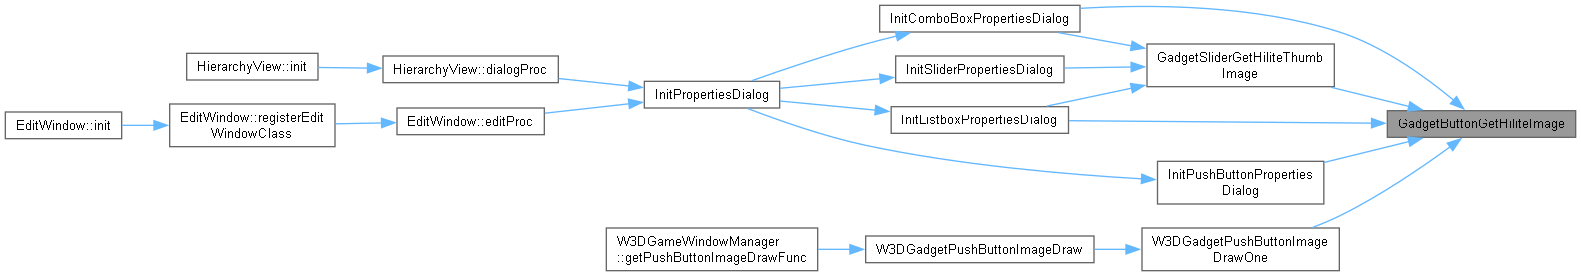 InitComboBoxPropertiesDialog
GadgetSliderGetHiliteThumb
Image
HierarchyView::init
HierarchyView::dialogProc
InitSliderPropertiesDialog
InitPropertiesDialog
EditWindow::init
EditWindow::registerEdit
WindowClass
EditWindow::editProc
InitListboxPropertiesDialog
GadgetButtonGetHiliteImage
InitPushButtonProperties
Dialog
W3DGameWindowManager
::getPushButtonImageDrawFunc
W3DGadgetPushButtonImageDraw
W3DGadgetPushButtonImage
DrawOne